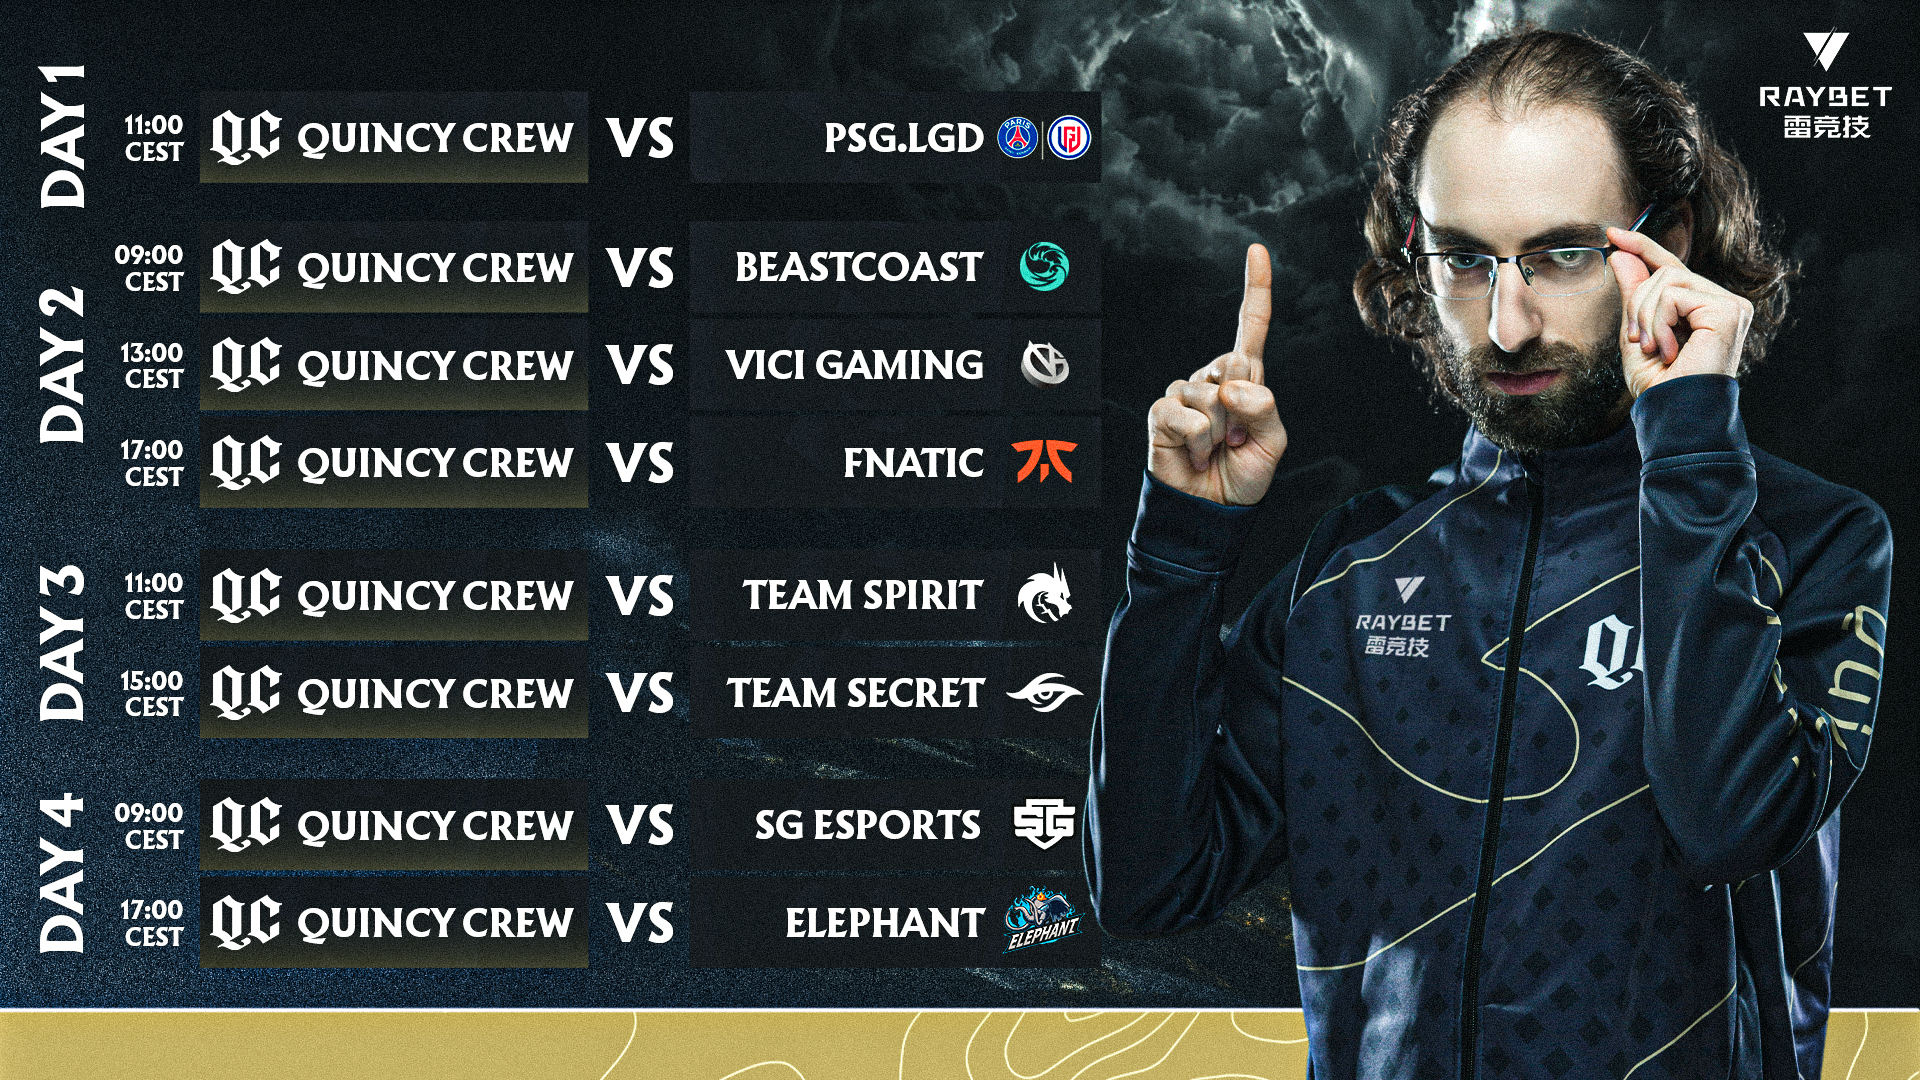 RAYBET
雷竞技
DAY 1
11:00 CEST QC QUINCY CREW VS PSG.LGD PARIS
DAY 2
09:00 CEST QC QUINCY CREW VS BEASTCOAST
13:00 CEST QC QUINCY CREW VS VICI GAMING VG
17:00 CEST QC QUINCY CREW VS FNATIC
DAY 3
11:00 CEST QC QUINCY CREW VS TEAM SPIRIT
15:00 CEST QC QUINCY CREW VS TEAM SECRET
DAY 4
09:00 CEST QC QUINCY CREW VS SG ESPORTS SG
17:00 CEST QC QUINCY CREW VS ELEPHANT ELEPHANT
RAYBET
雷竞技
Q